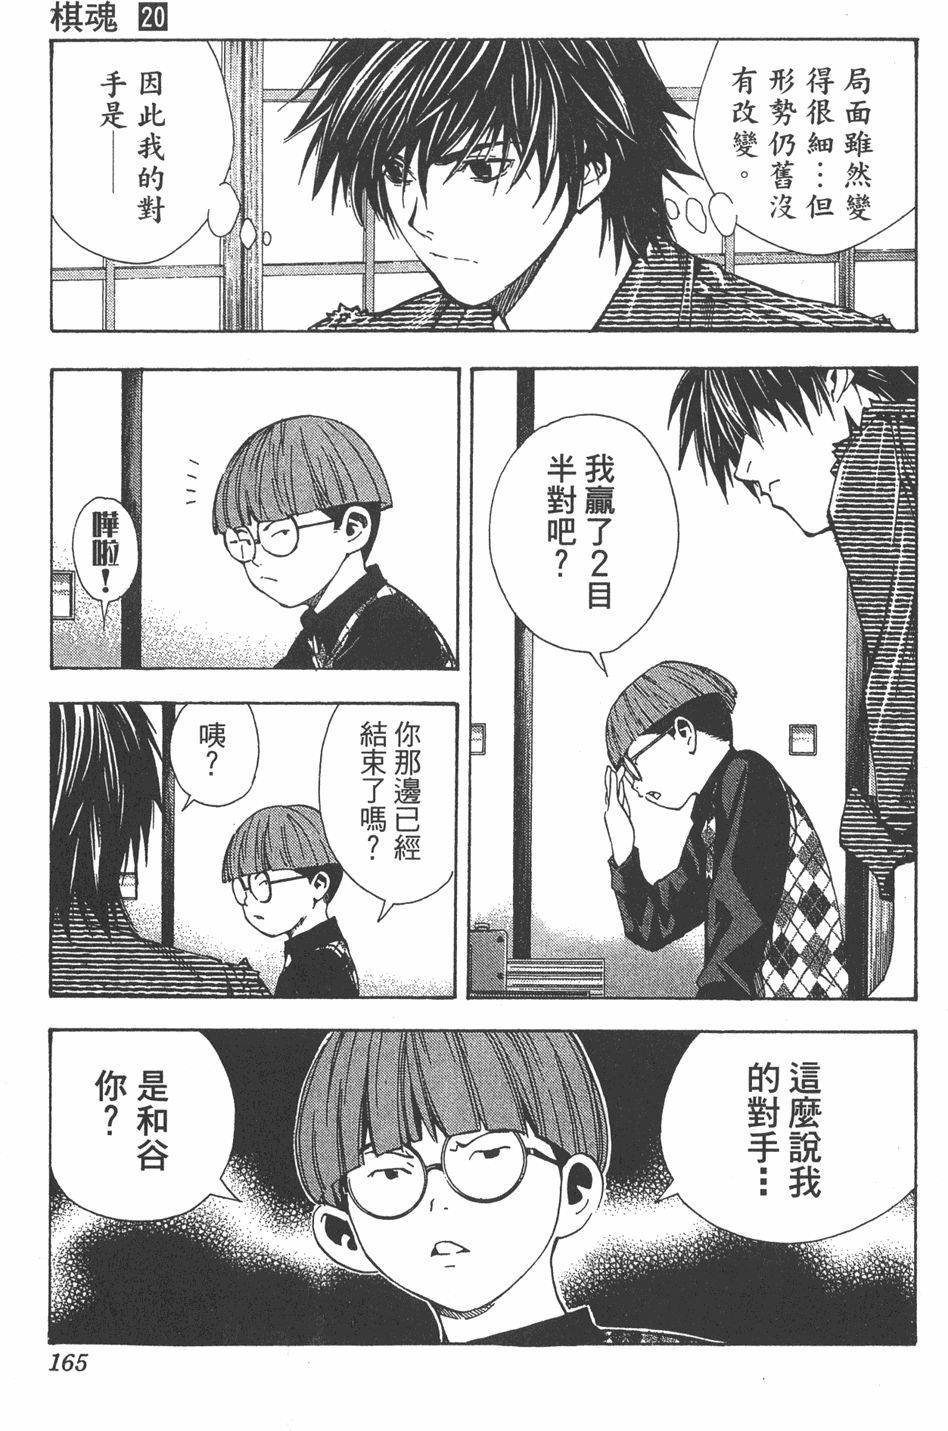 棋魂 20
局面雖然變
得很細…但
形勢仍舊沒
有改變。
因此我的對
手是——
我贏了2目
半對吧？
嘩啦！
你那邊已經
結束了嗎？
咦？
這麼說我
的對手…
是和谷
你？
165